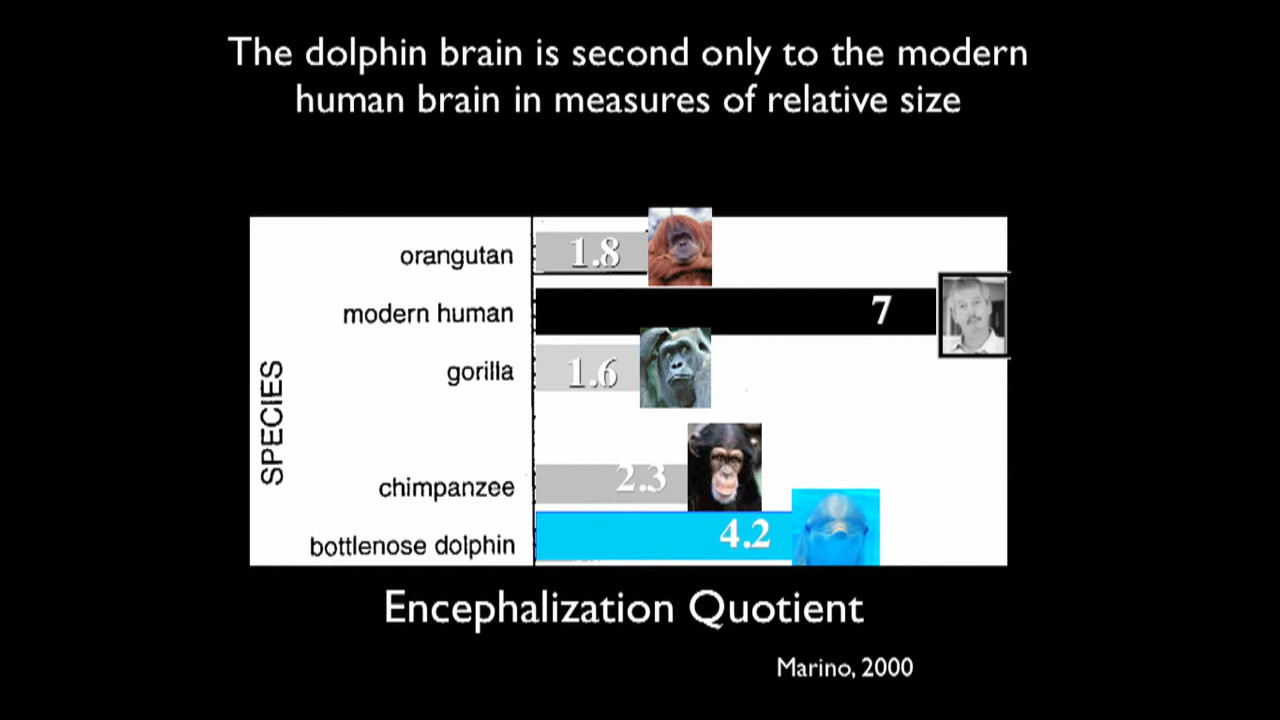 The dolphin brain is second only to the modern
human brain in measures of relative size
SPECIES
orangutan 1.8
modern human 7
gorilla 1.6
chimpanzee 2.3
bottlenose dolphin 4.2
Encephalization Quotient
Marino, 2000